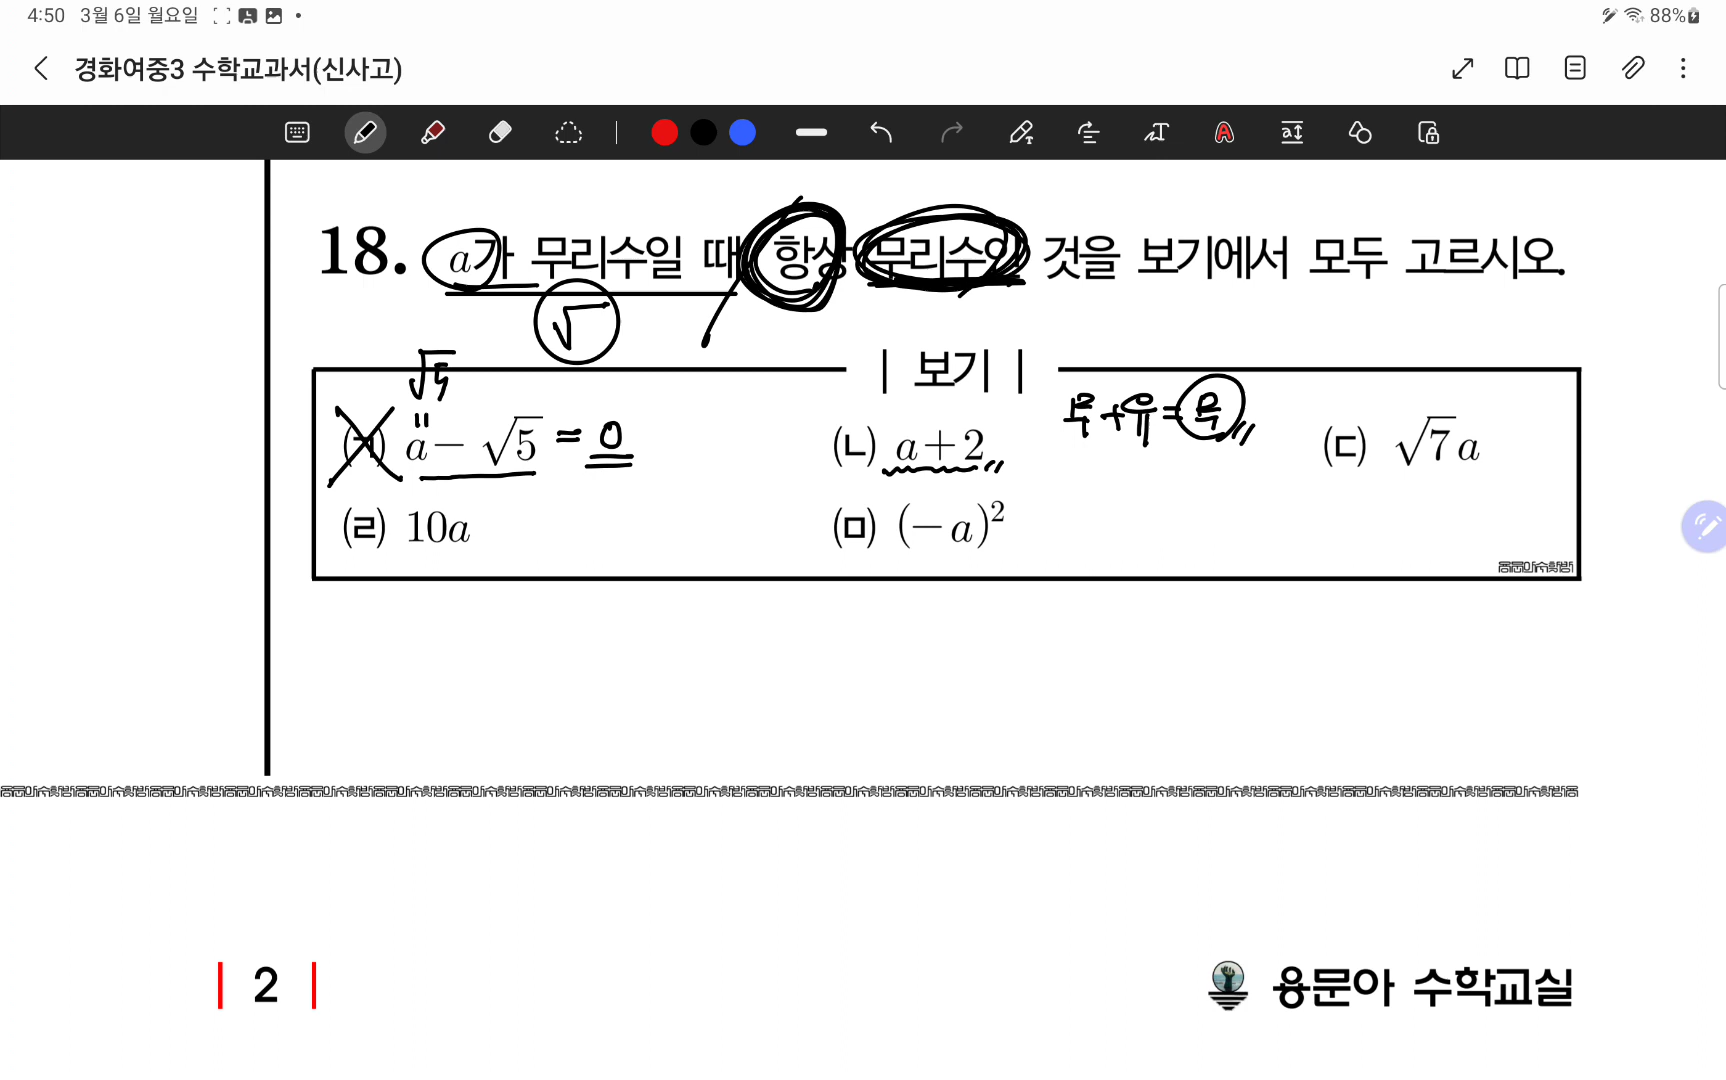 4:50 3월 6일 월요일 88%
경화여중3 수학교과서(신사고)
18. a가 무리수일 때 항상 무리수인 것을 보기에서 모두 고르시오.
√
| 보기 |
√5
"
(ㄱ) a − √5 = 0
(ㄴ) a + 2
무 + 유 = 무
(ㄷ) √7 a
(ㄹ) 10a
(ㅁ) (− a)²
| 2 |
용문아 수학교실